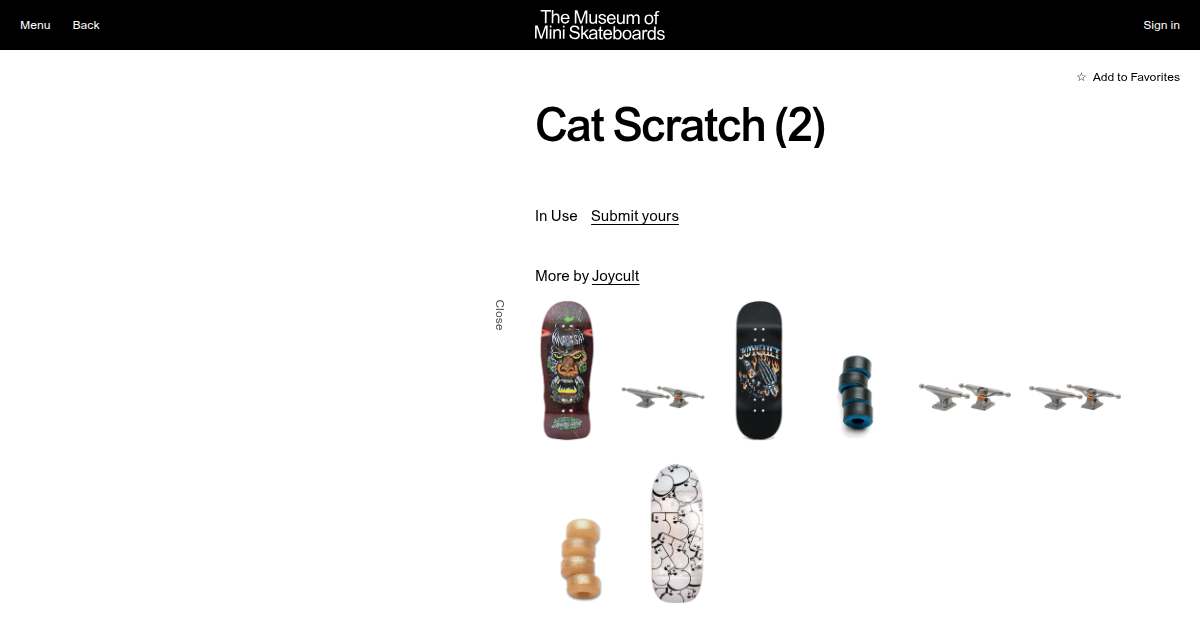 Menu
Back
The Museum of
Mini Skateboards
Sign in
☆ Add to Favorites
Cat Scratch (2)
In Use
Submit yours
More by Joycult
Close
JOYCULT